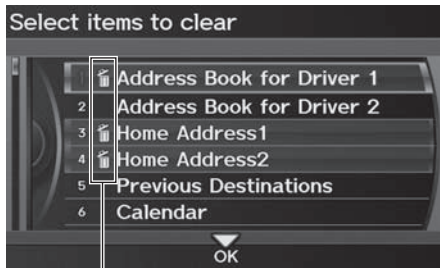 Select items to clear
1 Address Book for Driver 1
2 Address Book for Driver 2
3 Home Address1
4 Home Address2
5 Previous Destinations
6 Calendar
OK